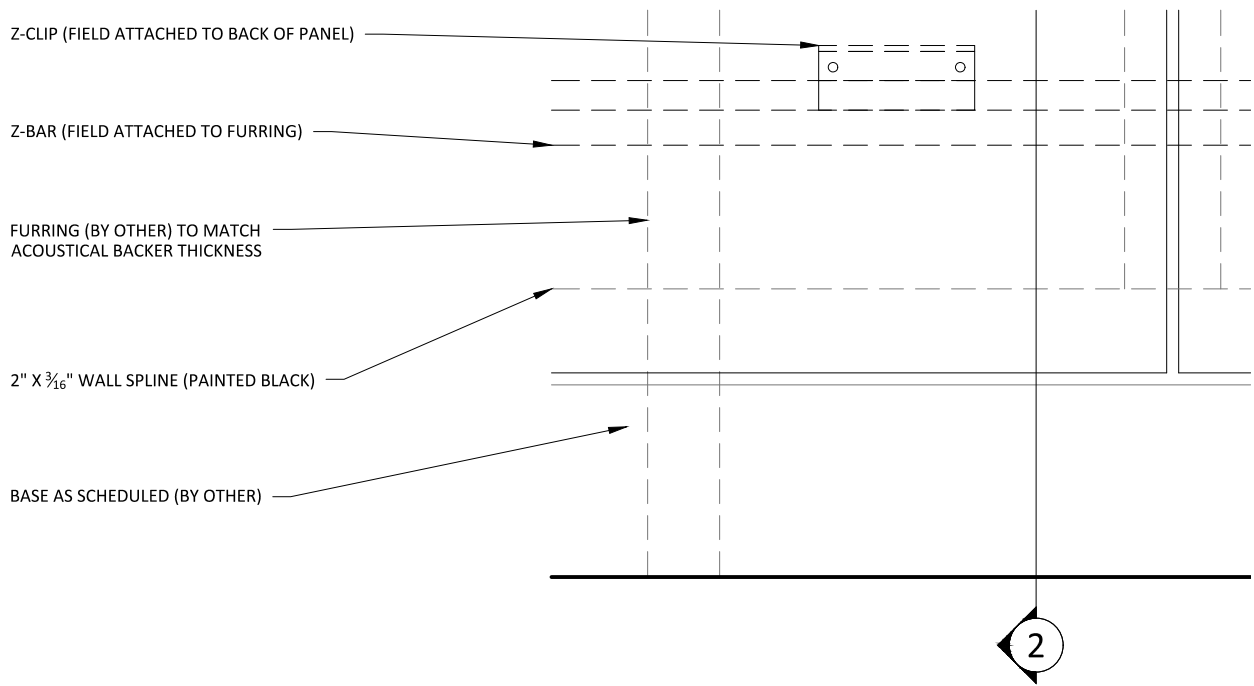 Z-CLIP (FIELD ATTACHED TO BACK OF PANEL)
Z-BAR (FIELD ATTACHED TO FURRING)
FURRING (BY OTHER) TO MATCH
ACOUSTICAL BACKER THICKNESS
2" X 3/16" WALL SPLINE (PAINTED BLACK)
BASE AS SCHEDULED (BY OTHER)
2